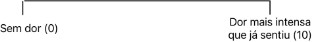 Sem dor (0)
Dor mais intensa
que já sentiu (10)